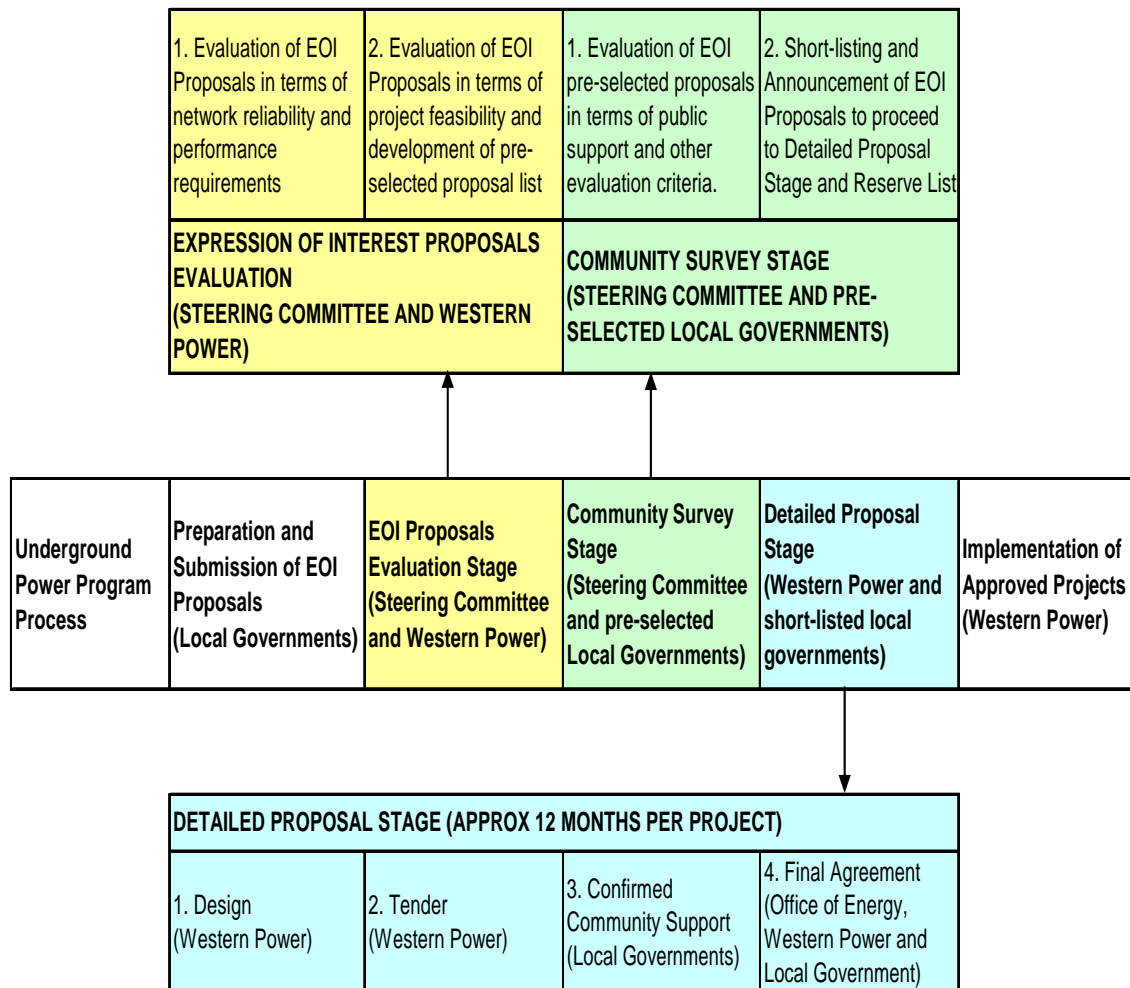 1. Evaluation of EOI
Proposals in terms of
network reliability and
performance
requirements
2. Evaluation of EOI
Proposals in terms of
project feasibility and
development of pre-
selected proposal list
1. Evaluation of EOI
pre-selected proposals
in terms of public
support and other
evaluation criteria.
2. Short-listing and
Announcement of EOI
Proposals to proceed
to Detailed Proposal
Stage and Reserve List
EXPRESSION OF INTEREST PROPOSALS
EVALUATION
(STEERING COMMITTEE AND WESTERN
POWER)
COMMUNITY SURVEY STAGE
(STEERING COMMITTEE AND PRE-
SELECTED LOCAL GOVERNMENTS)
Underground
Power Program
Process
Preparation and
Submission of EOI
Proposals
(Local Governments)
EOI Proposals
Evaluation Stage
(Steering Committee
and Western Power)
Community Survey
Stage
(Steering Committee
and pre-selected
Local Governments)
Detailed Proposal
Stage
(Western Power and
short-listed local
governments)
Implementation of
Approved Projects
(Western Power)
DETAILED PROPOSAL STAGE (APPROX 12 MONTHS PER PROJECT)
1. Design
(Western Power)
2. Tender
(Western Power)
3. Confirmed
Community Support
(Local Governments)
4. Final Agreement
(Office of Energy,
Western Power and
Local Government)